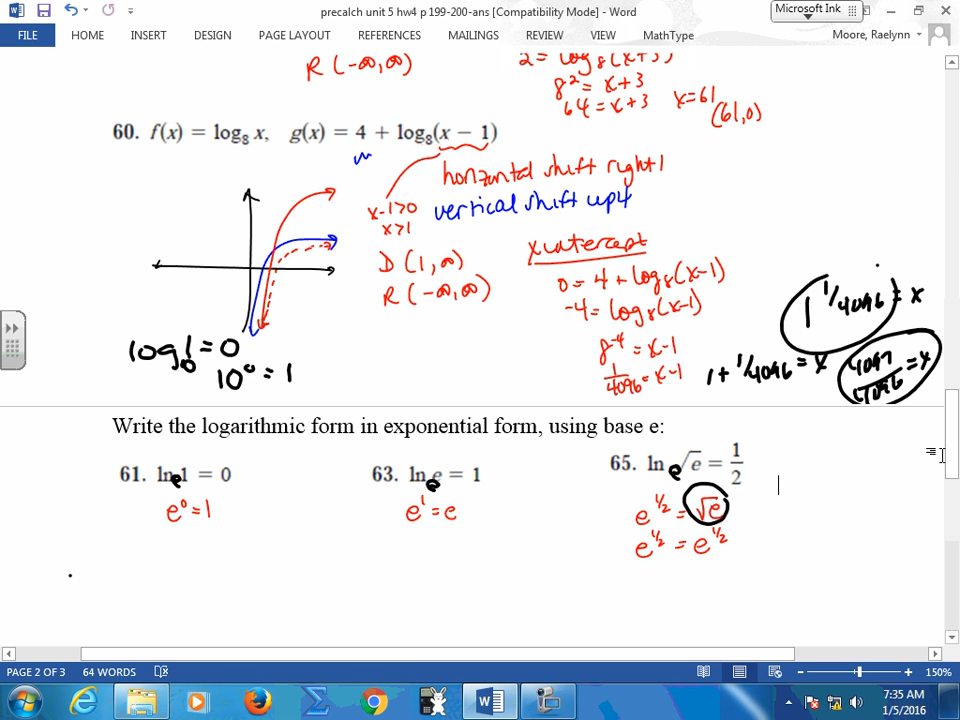 precalch unit 5 hw4 p 199-200-ans [Compatibility Mode] - Word
Microsoft Ink
FILE HOME INSERT DESIGN PAGE LAYOUT REFERENCES MAILINGS REVIEW VIEW MathType Moore, Raelynn
R (-∞,∞)
2 = log₈(x+3)
8² = x+3
64 = x+3 x=61
(61,0)
60. f(x) = log₈ x, g(x) = 4 + log₈(x − 1)
horizontal shift right 1
vertical shift up 4
x-1>0
x>1
D (1,∞)
R (-∞,∞)
x intercept
0 = 4 + log₈(x-1)
-4 = log₈(x-1)
8⁻⁴ = x-1
1/4096 = x-1
1 + 1/4096 = x
1 1/4096 = x
4097/4096 = x
log 1 = 0
10⁰ = 1
Write the logarithmic form in exponential form, using base e:
61. ln e 1 = 0
e⁰ = 1
63. ln e e = 1
e¹ = e
65. ln e √e = 1/2
e^½ = √e
e^½ = e^½
PAGE 2 OF 3 64 WORDS 150%
7:35 AM
1/5/2016